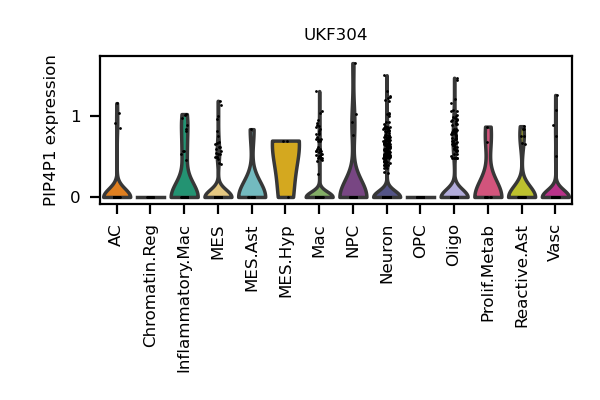 UKF304
PIP4P1 expression
1
0
AC
Chromatin.Reg
Inflammatory.Mac
MES
MES.Ast
MES.Hyp
Mac
NPC
Neuron
OPC
Oligo
Prolif.Metab
Reactive.Ast
Vasc